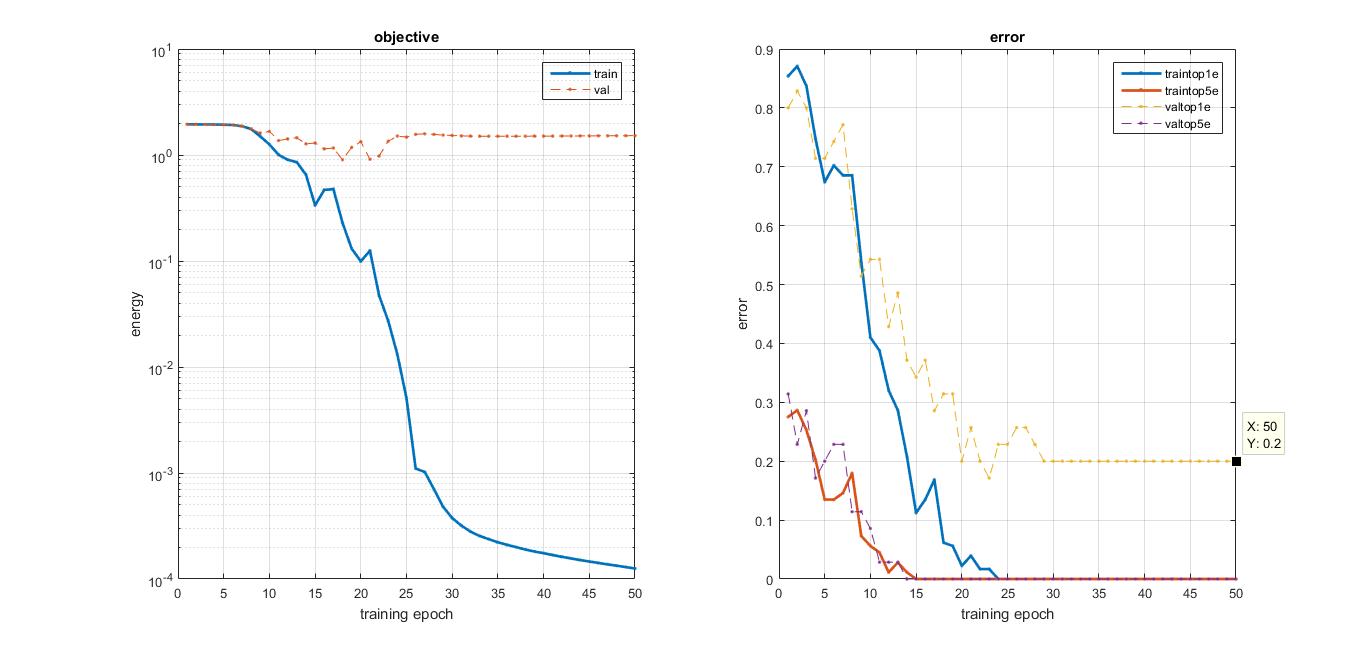 objective
10^1
10^0
10^-1
10^-2
10^-3
10^-4
energy
train
val
0 5 10 15 20 25 30 35 40 45 50
training epoch
error
0.9
0.8
0.7
0.6
0.5
0.4
0.3
0.2
0.1
0
error
traintop1e
traintop5e
valtop1e
valtop5e
X: 50
Y: 0.2
0 5 10 15 20 25 30 35 40 45 50
training epoch